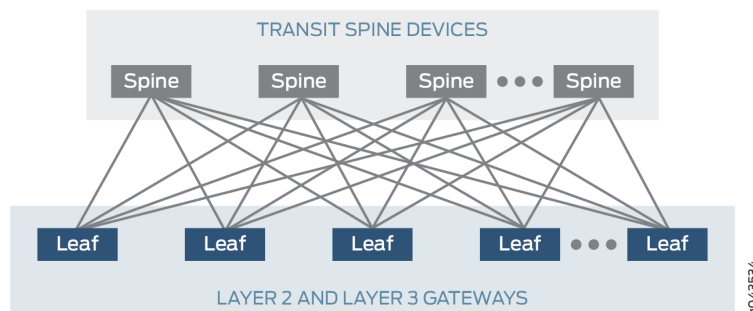 TRANSIT SPINE DEVICES
Spine Spine Spine Spine
Leaf Leaf Leaf Leaf Leaf
LAYER 2 AND LAYER 3 GATEWAYS